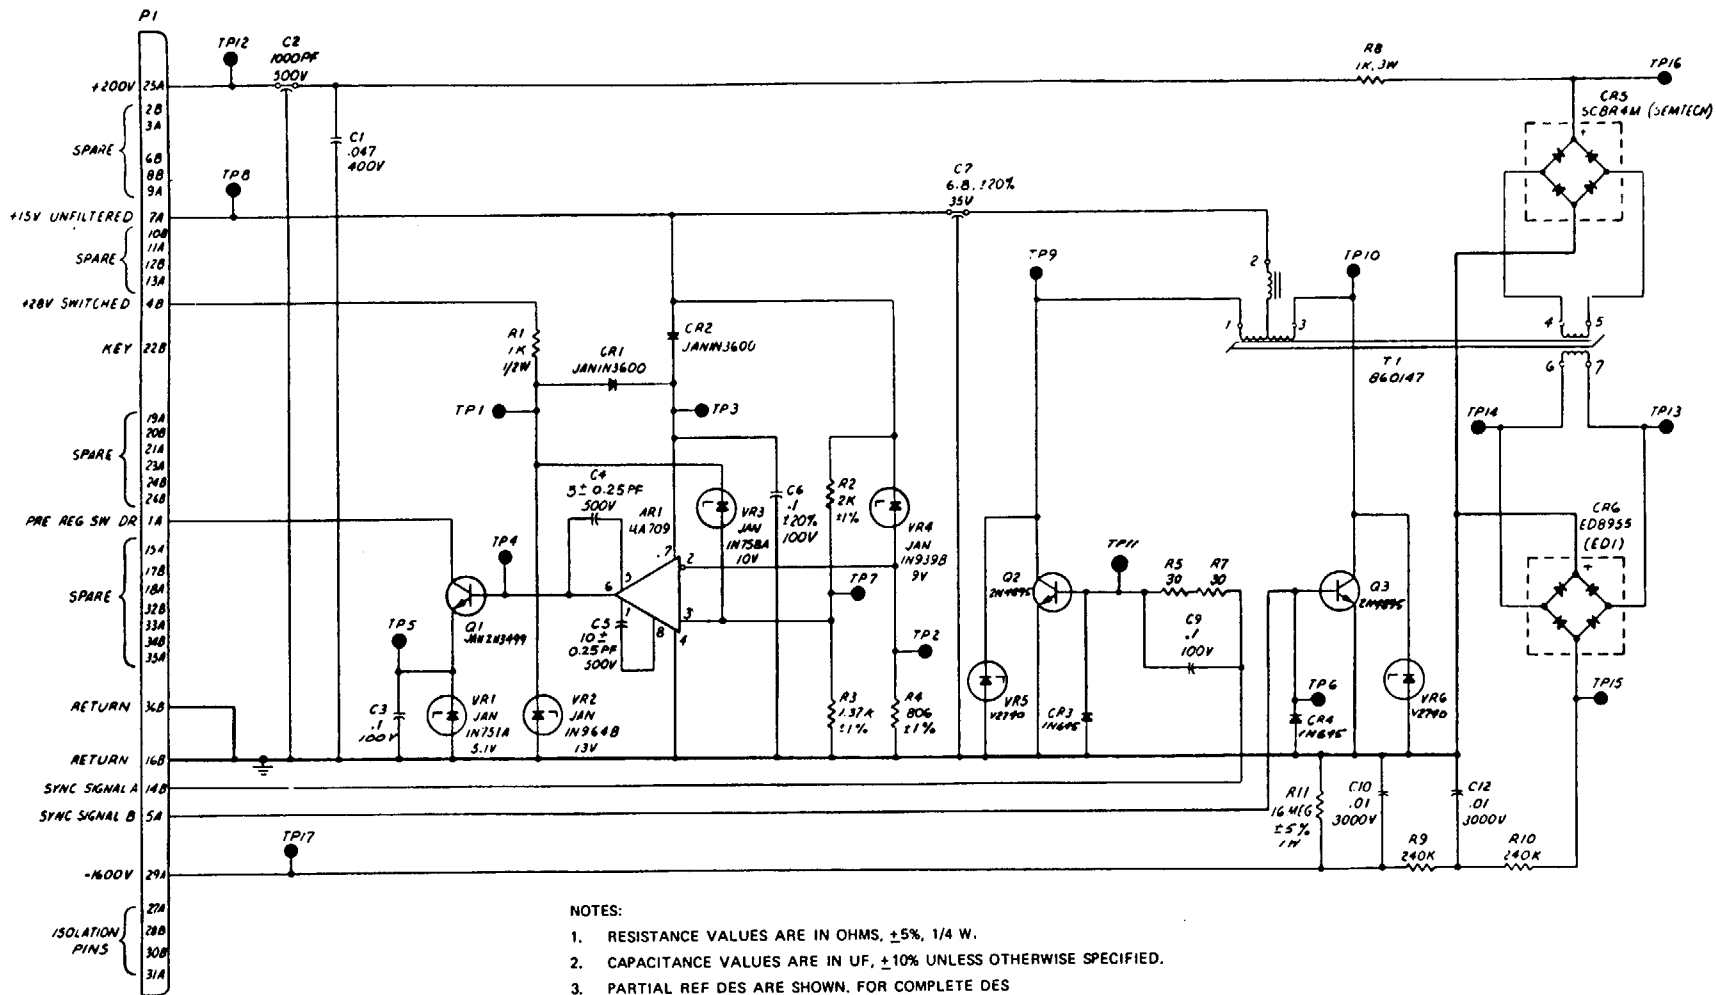 P1
TP12
C2
1000PF
500V
+200V 25A
R8
1K, 3W
TP16
CR5
SCBR4M (SEMTECH)
+
2B
3A
SPARE
6B
8B
9A
C1
.047
400V
TP8
C7
6.8, ±20%
35V
+15V UNFILTERED 7A
10B
11A
SPARE
12B
13A
TP9
2
TP10
+28V SWITCHED 4B
R1
1K
1/2W
CR2
JAN1N3600
CR1
JAN1N3600
KEY 22B
1
3
4
5
T1
860147
6
7
TP1
TP3
TP14
TP13
19A
20B
21A
SPARE
23A
24B
26B
C4
5 ± 0.25 PF
500V
AR1
UA709
VR3
JAN
1N758A
10V
C6
.1
±20%
100V
R2
2K
±1%
VR4
JAN
1N939B
9V
CR6
ED8955
(EDI)
+
PRE REG SW DR 1A
15A
17B
18A
SPARE
32B
33A
34B
35A
TP4
7
2
5
6
1
8
3
4
TP7
Q1
JAN2N3499
C5
10 ±
0.25 PF
500V
TP11
R5
30
R7
30
Q2
2N4895
Q3
2N4895
C9
.1
100V
TP5
TP2
C3
.1
100V
VR1
JAN
1N751A
5.1V
VR2
JAN
1N964B
13V
R3
1.37K
±1%
R4
806
±1%
VR5
V2790
CR3
1N645
TP6
CR4
1N645
VR6
V2790
TP15
RETURN 36B
RETURN 16B
SYNC SIGNAL A 14B
SYNC SIGNAL B 5A
R11
16 MEG
±5%
1W
C10
.01
3000V
C12
.01
3000V
R9
240K
R10
240K
TP17
-1600V 29A
27A
28B
ISOLATION
PINS
30B
31A
NOTES:
1. RESISTANCE VALUES ARE IN OHMS, ±5%, 1/4 W.
2. CAPACITANCE VALUES ARE IN UF, ±10% UNLESS OTHERWISE SPECIFIED.
3. PARTIAL REF DES ARE SHOWN. FOR COMPLETE DES